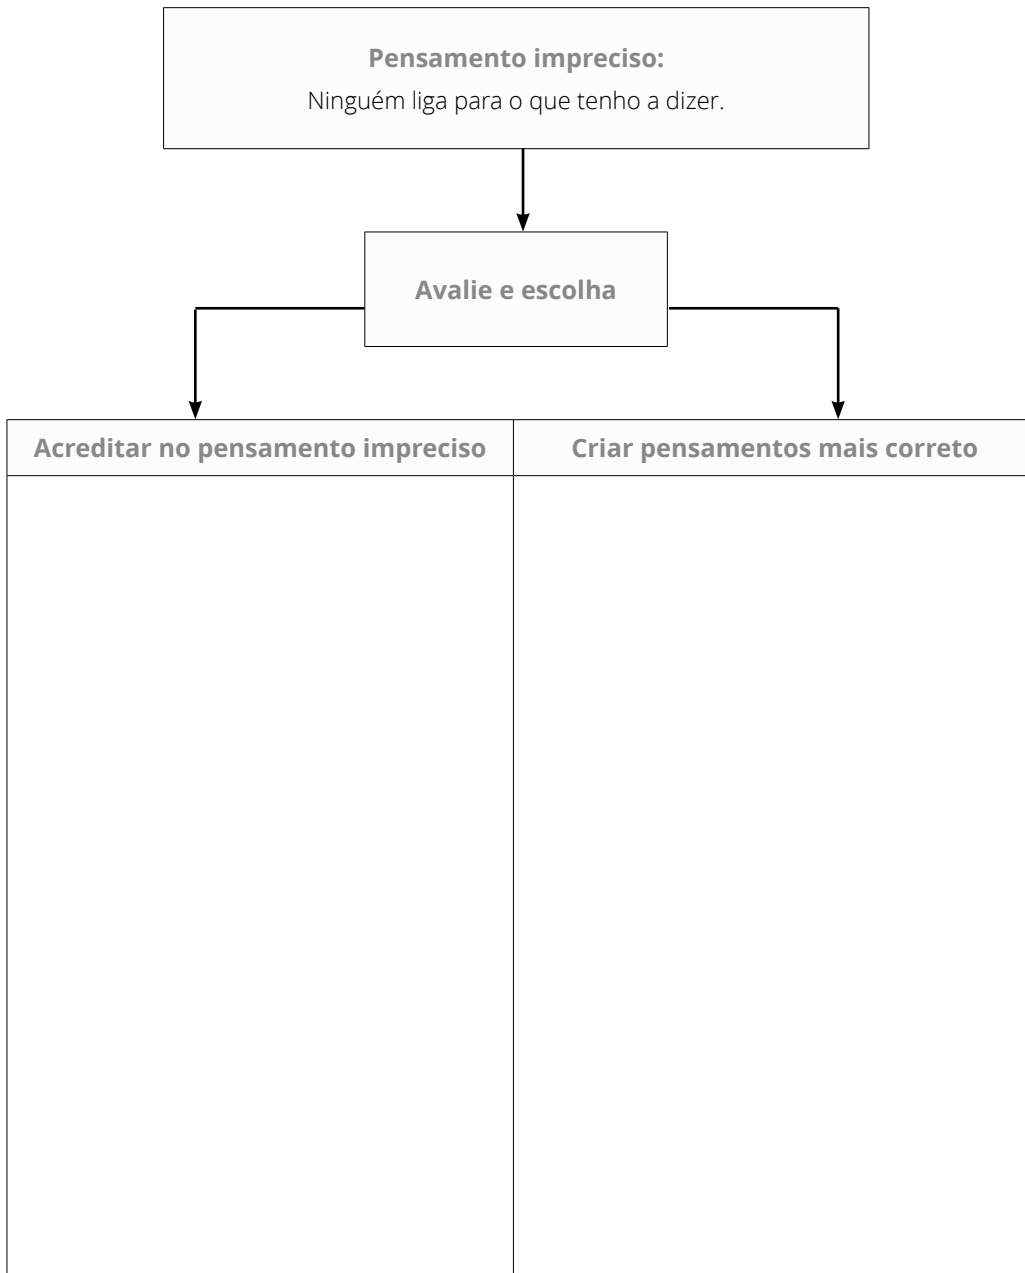 Pensamento impreciso:
Ninguém liga para o que tenho a dizer.
Avalie e escolha
Acreditar no pensamento impreciso
Criar pensamentos mais correto